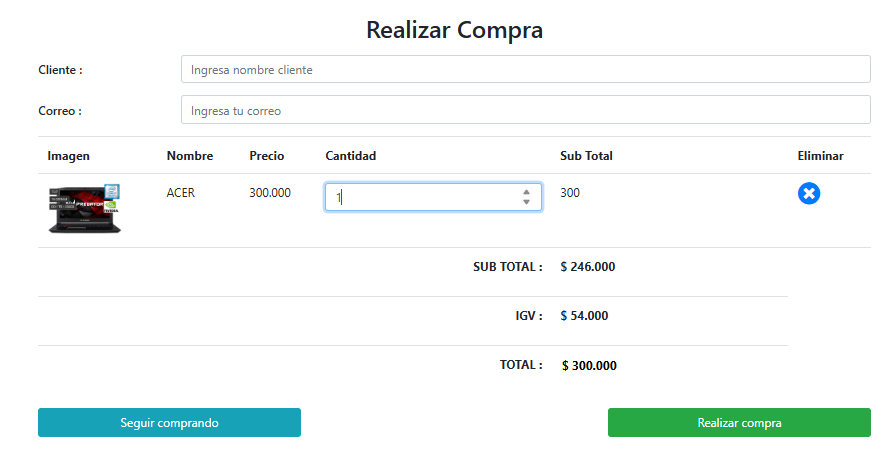 Realizar Compra
Cliente : Ingresa nombre cliente
Correo : Ingresa tu correo
Imagen Nombre Precio Cantidad Sub Total Eliminar
PREDATOR ACER 300.000 1 300
SUB TOTAL : $ 246.000
IGV : $ 54.000
TOTAL : $ 300.000
Seguir comprando Realizar compra